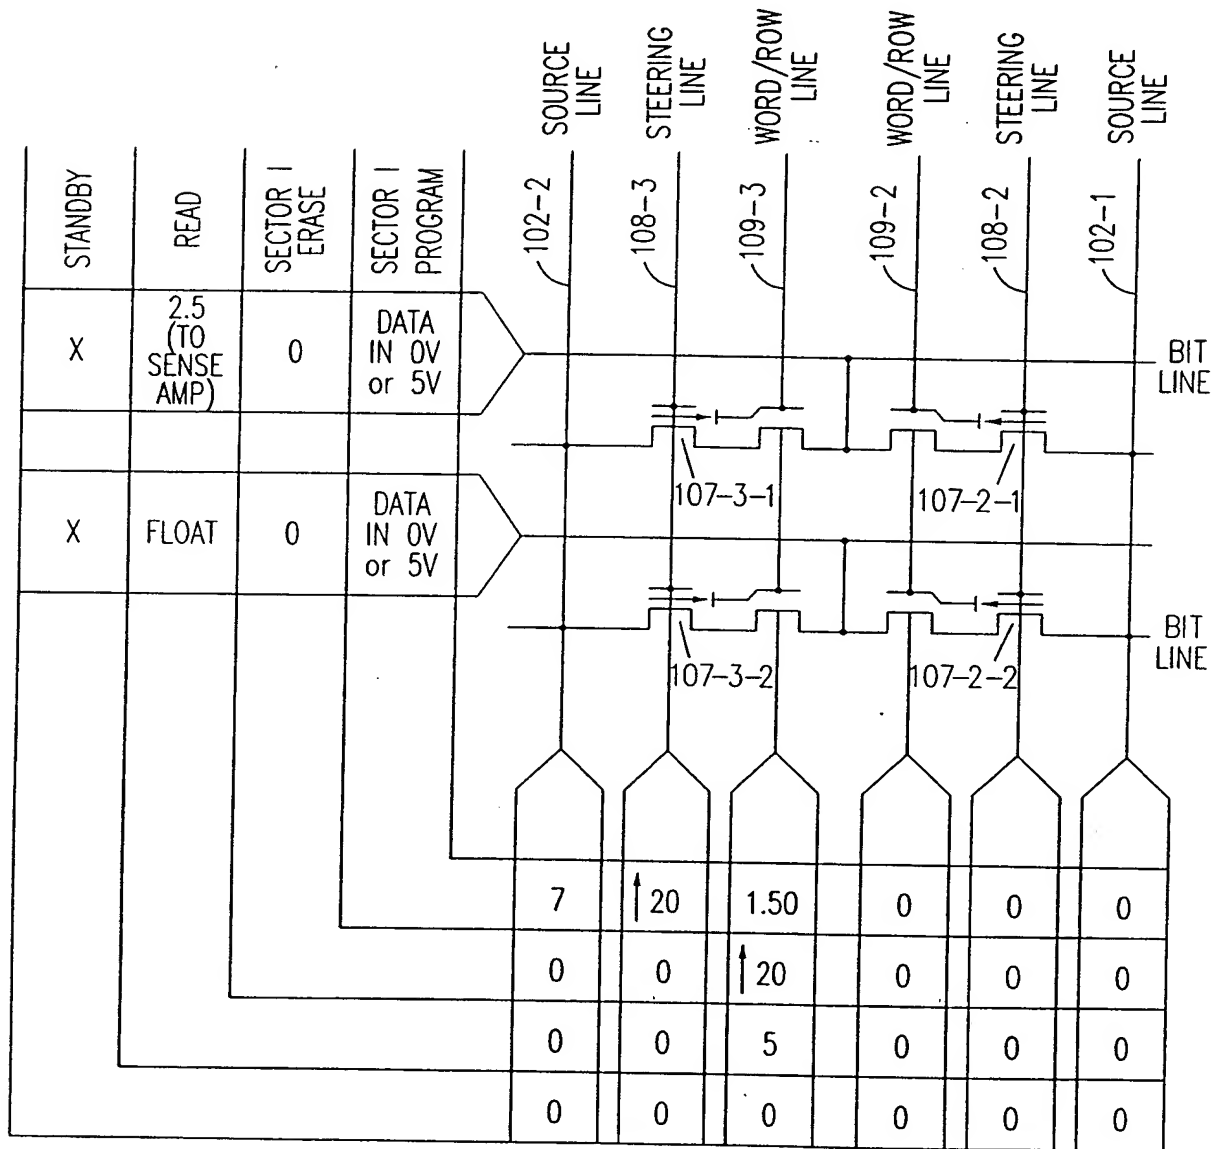 SOURCE
LINE
STEERING
LINE
WORD/ROW
LINE
WORD/ROW
LINE
STEERING
LINE
SOURCE
LINE
STANDBY
READ
SECTOR I
ERASE
SECTOR I
PROGRAM
102-2
108-3
109-3
109-2
108-2
102-1
X
2.5
(TO
SENSE
AMP)
0
DATA
IN 0V
or 5V
BIT
LINE
107-3-1
107-2-1
X
FLOAT
0
DATA
IN 0V
or 5V
107-3-2
107-2-2
BIT
LINE
7 20 1.50 0 0 0
0 0 20 0 0 0
0 0 5 0 0 0
0 0 0 0 0 0